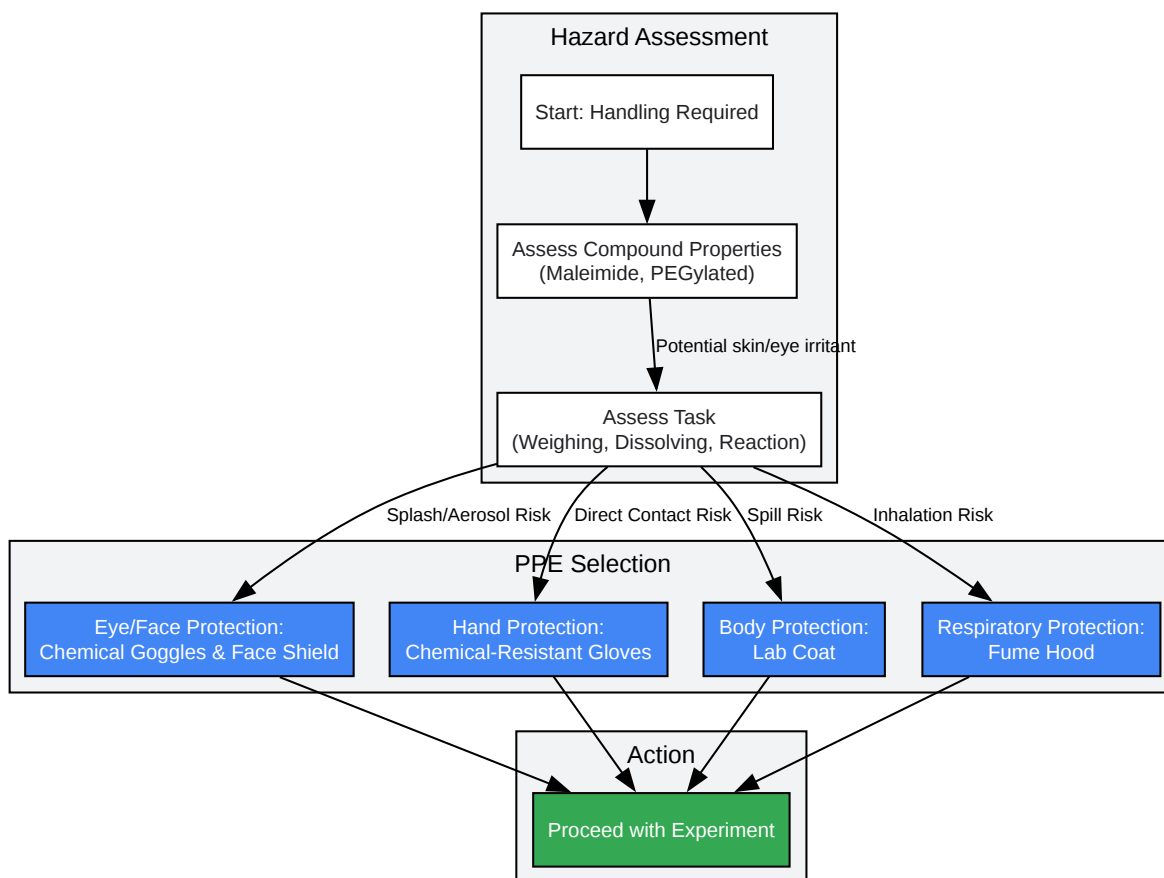 Hazard Assessment
Start: Handling Required
Assess Compound Properties
(Maleimide, PEGylated)
Potential skin/eye irritant
Assess Task
(Weighing, Dissolving, Reaction)
Splash/Aerosol Risk
Direct Contact Risk
Spill Risk
Inhalation Risk
PPE Selection
Eye/Face Protection:
Chemical Goggles & Face Shield
Hand Protection:
Chemical-Resistant Gloves
Body Protection:
Lab Coat
Respiratory Protection:
Fume Hood
Action
Proceed with Experiment